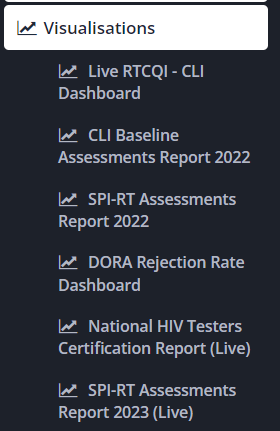 Visualisations
Live RTCQI - CLI
Dashboard
CLI Baseline
Assessments Report 2022
SPI-RT Assessments
Report 2022
DORA Rejection Rate
Dashboard
National HIV Testers
Certification Report (Live)
SPI-RT Assessments
Report 2023 (Live)